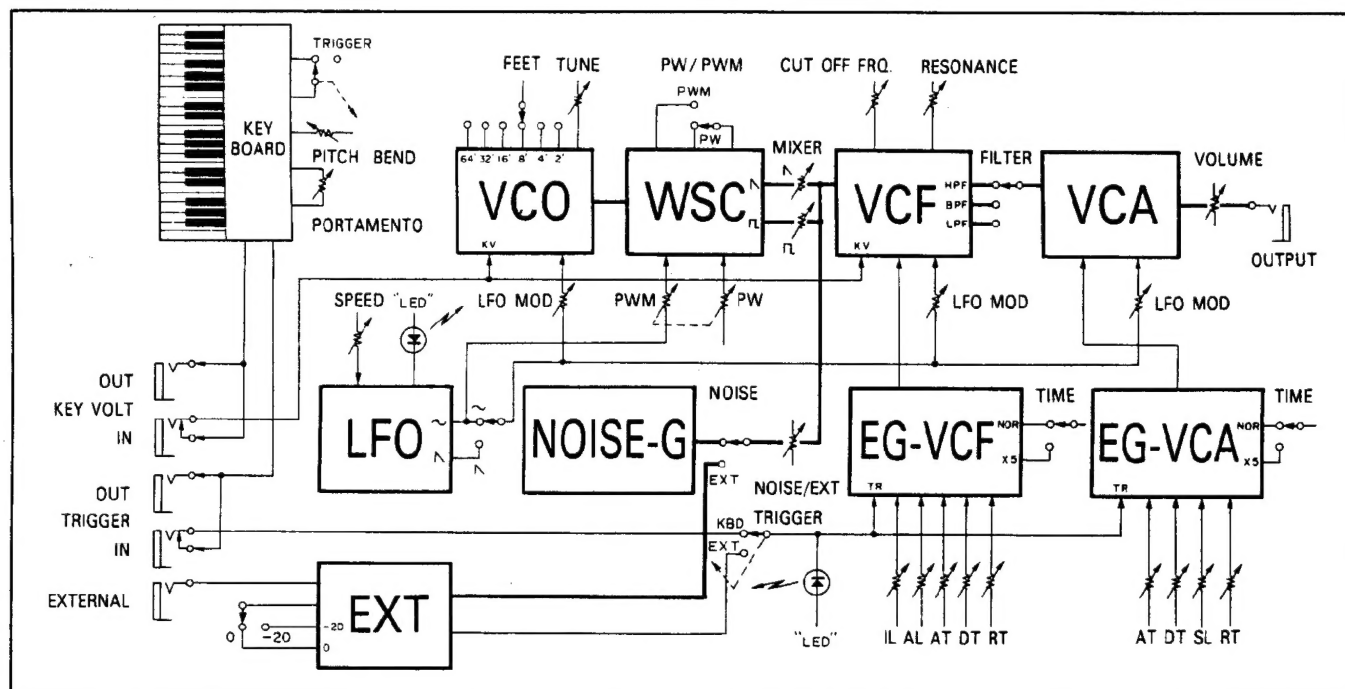 TRIGGER
KEY
BOARD
PITCH BEND
PORTAMENTO
FEET TUNE
64' 32' 16' 8' 4' 2'
VCO
KV
PW/PWM
PWM
PW
WSC
MIXER
CUT OFF FRQ. RESONANCE
VCF
KV
FILTER
HPF
BPF
LPF
VCA
VOLUME
OUTPUT
SPEED "LED"
LFO MOD
PWM
PW
LFO MOD
LFO MOD
OUT
KEY VOLT
IN
OUT
TRIGGER
IN
EXTERNAL
LFO
NOISE-G
NOISE
EXT
NOISE/EXT
KBD
TRIGGER
EXT
TIME
EG-VCF
NOR
X5
TR
TIME
EG-VCA
NOR
X5
TR
EXT
-20
0
0 -20
"LED"
IL AL AT DT RT
AT DT SL RT